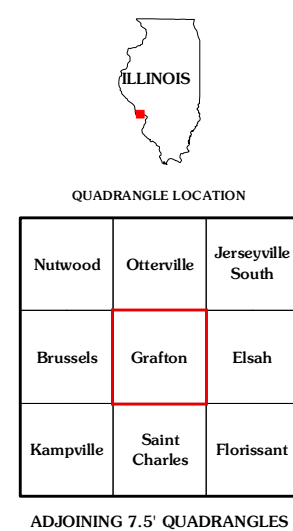 ILLINOIS
QUADRANGLE LOCATION
Nutwood
Otterville
Jerseyville
South
Brussels
Grafton
Elsah
Kampville
Saint
Charles
Florissant
ADJOINING 7.5' QUADRANGLES